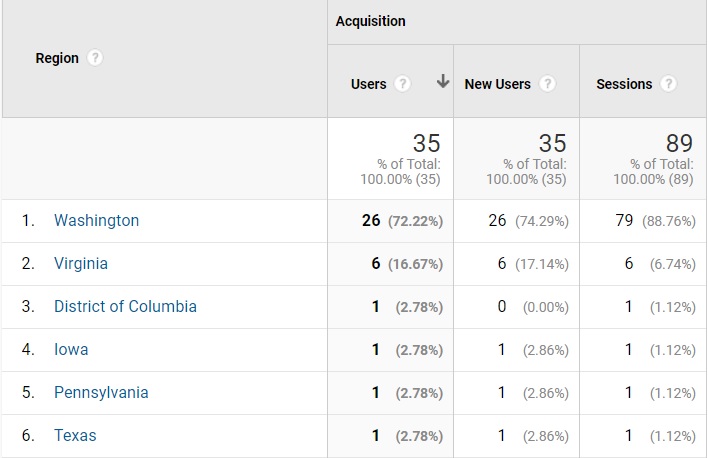 Acquisition
Region ?
Users ? New Users ? Sessions ?
35 35 89
% of Total: % of Total: % of Total:
100.00% (35) 100.00% (35) 100.00% (89)
1. Washington 26 (72.22%) 26 (74.29%) 79 (88.76%)
2. Virginia 6 (16.67%) 6 (17.14%) 6 (6.74%)
3. District of Columbia 1 (2.78%) 0 (0.00%) 1 (1.12%)
4. Iowa 1 (2.78%) 1 (2.86%) 1 (1.12%)
5. Pennsylvania 1 (2.78%) 1 (2.86%) 1 (1.12%)
6. Texas 1 (2.78%) 1 (2.86%) 1 (1.12%)